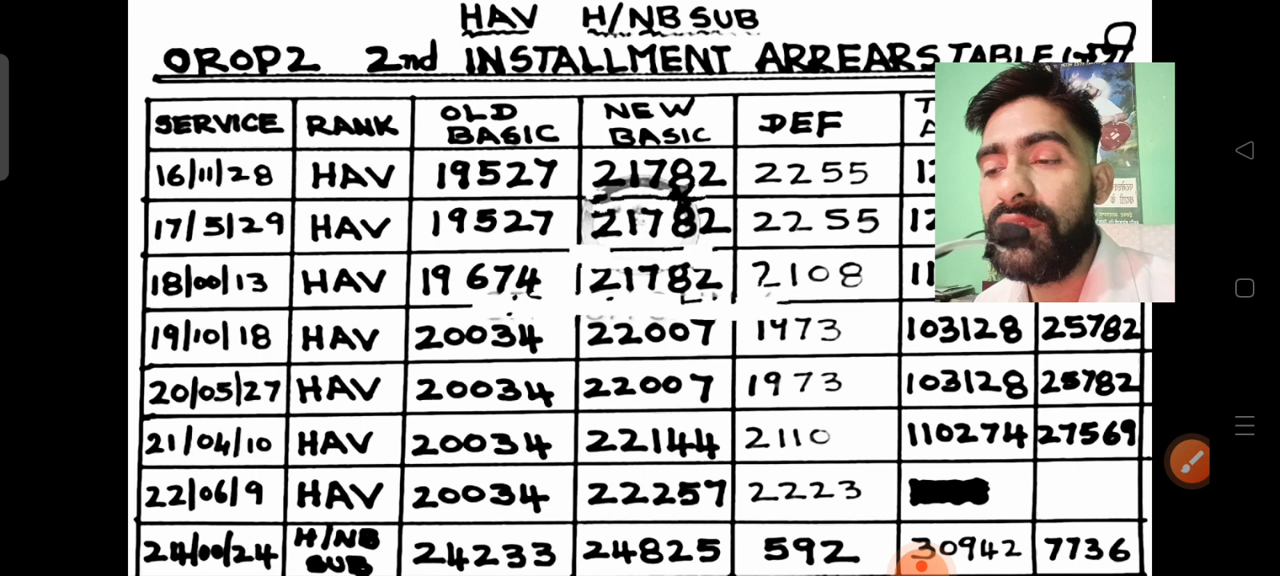 HAV H/NB SUB
OROP2 2nd INSTALLMENT ARREARS TABLE
SERVICE RANK OLD BASIC NEW BASIC DEF
16/11/28 HAV 19527 21782 2255
17/5/29 HAV 19527 21782 2255
18/00/13 HAV 19674 21782 2108
19/10/18 HAV 20034 22007 1973 103128 25782
20/05/27 HAV 20034 22007 1973 103128 25782
21/04/10 HAV 20034 22144 2110 110274 27569
22/06/9 HAV 20034 22257 2223
24/00/24 H/NB SUB 24233 24825 592 30942 7736